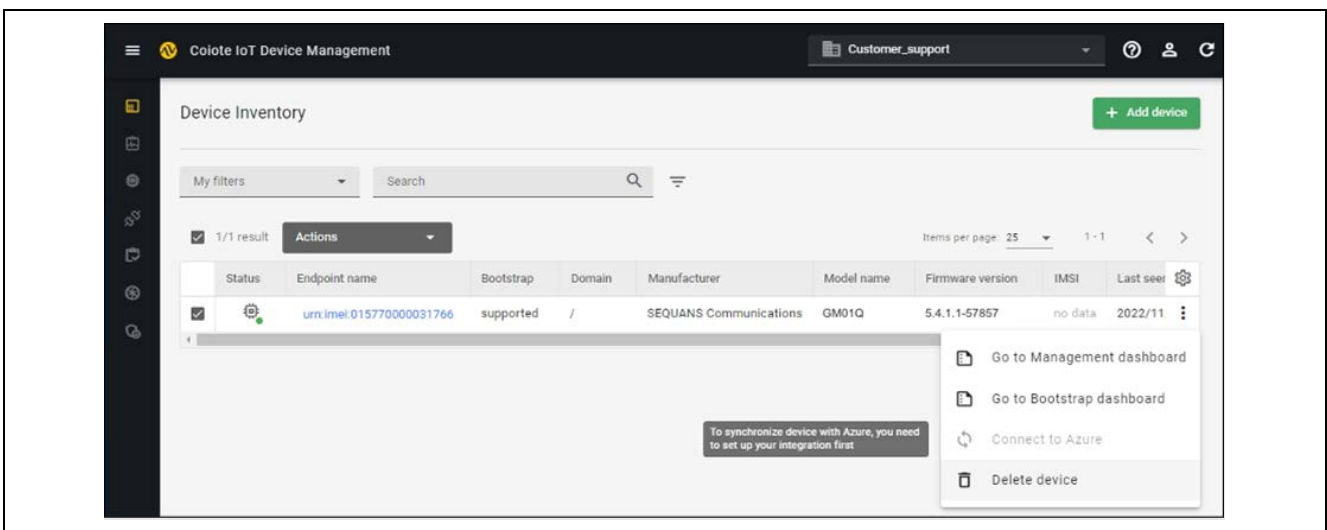 Coiote IoT Device Management
Customer_support
Device Inventory
+ Add device
My filters
Search
1/1 result
Actions
Items per page: 25
1 - 1
Status Endpoint name Bootstrap Domain Manufacturer Model name Firmware version IMSI Last seer
urn:imei:015770000031766 supported / SEQUANS Communications GM01Q 5.4.1.1-57857 no data 2022/11
Go to Management dashboard
Go to Bootstrap dashboard
To synchronize device with Azure, you need
to set up your integration first
Connect to Azure
Delete device